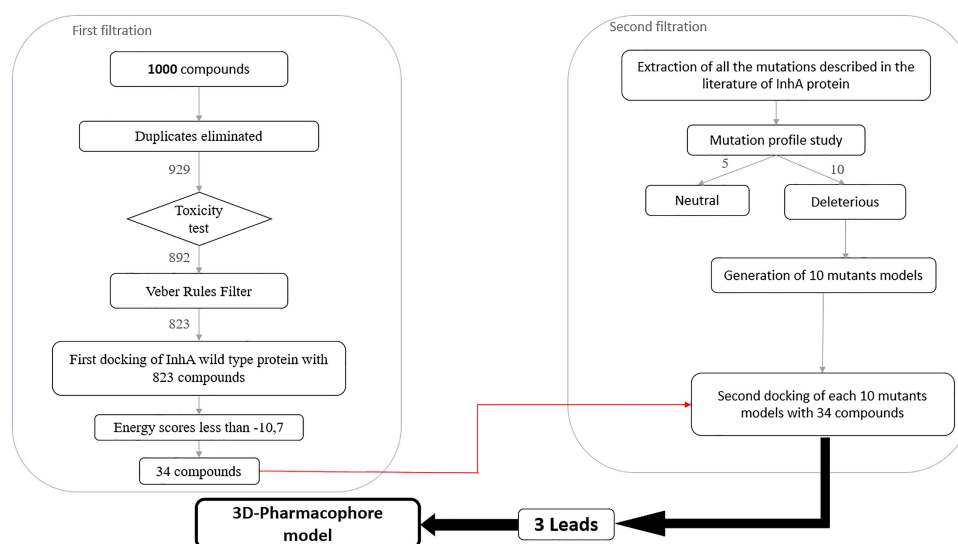 First filtration
1000 compounds
Duplicates eliminated
929
Toxicity
test
892
Veber Rules Filter
823
First docking of InhA wild type protein with
823 compounds
Energy scores less than -10,7
34 compounds
Second filtration
Extraction of all the mutations described in the
literature of InhA protein
Mutation profile study
5
10
Neutral
Deleterious
Generation of 10 mutants models
Second docking of each 10 mutants
models with 34 compounds
3 Leads
3D-Pharmacophore
model